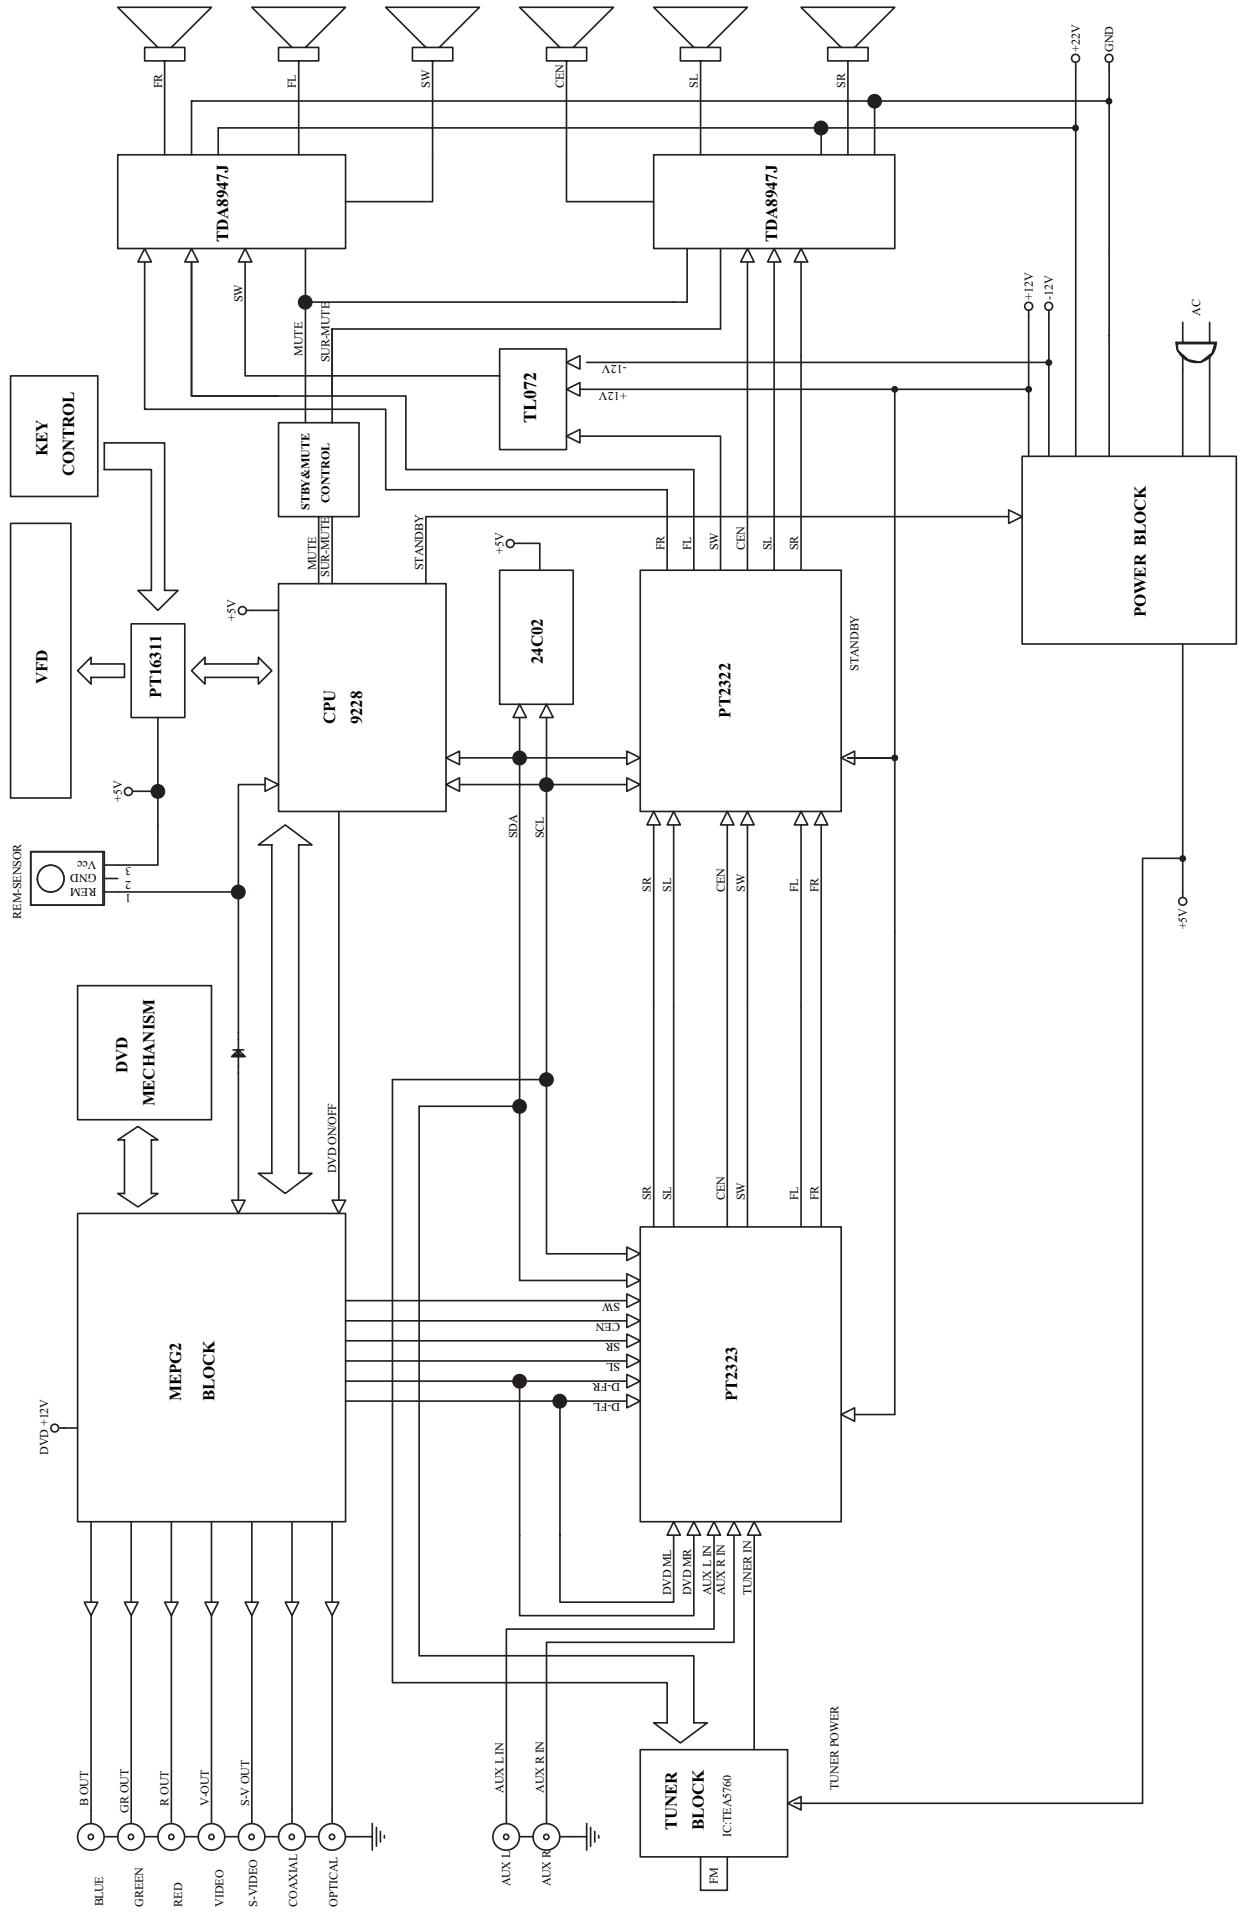 BLUE
GREEN
RED
VIDEO
S-VIDEO
COAXIAL
OPTICAL
B OUT
GR OUT
R OUT
V-OUT
S-V OUT
DVD +12V
MEPG2
BLOCK
DVD
MECHANISM
REM-SENSOR
REM
GND
Vcc
1
2
3
+5V
VFD
KEY
CONTROL
PT16311
+5V
CPU
9228
DVD ON/OFF
MUTE
SUR-MUTE
STANDBY
STBY&MUTE
CONTROL
MUTE
SUR-MUTE
SW
TDA8947J
FR
FL
SW
CEN
SL
SR
TDA8947J
AUX L
AUX R
AUX L IN
AUX R IN
SDA
SCL
24C02
+5V
TL072
+12V
-12V
D-FL
D-FR
SL
SR
CEN
SW
FM
TUNER
BLOCK
IC:TEA5760
TUNER POWER
DVD ML
DVD MR
AUX L IN
AUX R IN
TUNER IN
PT2323
SR
SL
CEN
SW
FL
FR
SR
SL
CEN
SW
FL
FR
PT2322
STANDBY
FR
FL
SW
CEN
SL
SR
+5V
POWER BLOCK
+12V
-12V
+22V
GND
AC